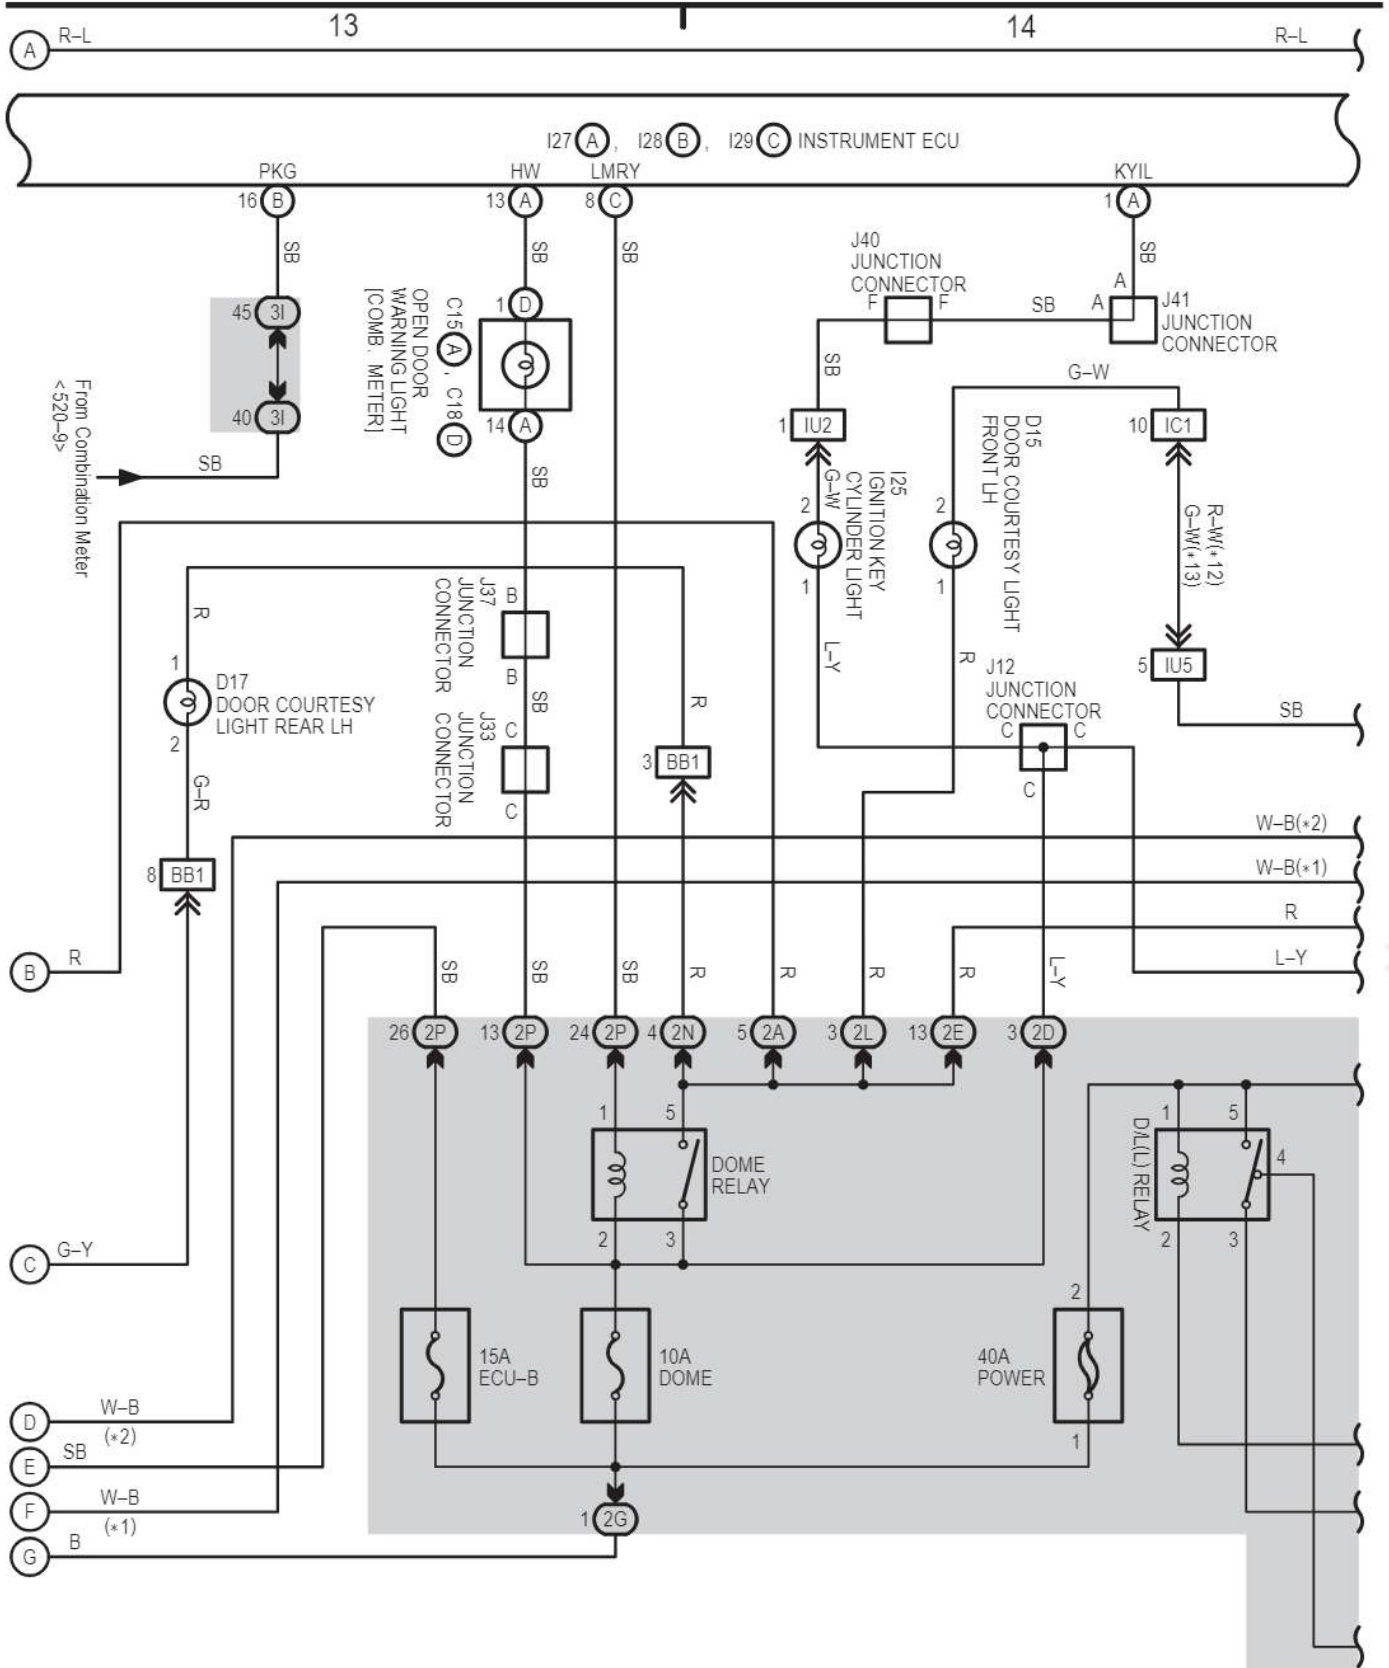 13
14
A
R–L
R–L
I27 A , I28 B , I29 C INSTRUMENT ECU
PKG
HW
LMRY
KYIL
16 B
13 A
8 C
1 A
SB
SB
SB
SB
J40
JUNCTION
CONNECTOR
F
F
SB
A
A
J41
JUNCTION
CONNECTOR
45 3I
40 3I
From Combination Meter
<520–9>
SB
1 D
C15 A , C18 D
OPEN DOOR
WARNING LIGHT
[COMB. METER]
14 A
SB
SB
1 IU2
G–W
2
I25
IGNITION KEY
CYLINDER LIGHT
1
L–Y
G–W
D15
DOOR COURTESY LIGHT
FRONT LH
2
1
R
10 IC1
R–W(*12)
G–W(*13)
5 IU5
SB
R
1
D17
DOOR COURTESY
LIGHT REAR LH
2
G–R
8 BB1
B
J37
JUNCTION
CONNECTOR
B
SB
C
J33
JUNCTION
CONNECTOR
C
R
3 BB1
J12
JUNCTION
CONNECTOR
C
C
C
W–B(*2)
W–B(*1)
R
L–Y
B
R
SB
SB
SB
R
R
R
R
L–Y
26 2P
13 2P
24 2P
4 2N
5 2A
3 2L
13 2E
3 2D
1
5
DOME
RELAY
2
3
1
5
D/L(L) RELAY
4
2
3
C
G–Y
15A
ECU–B
10A
DOME
2
40A
POWER
1
D
W–B
(*2)
E
SB
F
W–B
(*1)
1 2G
G
B